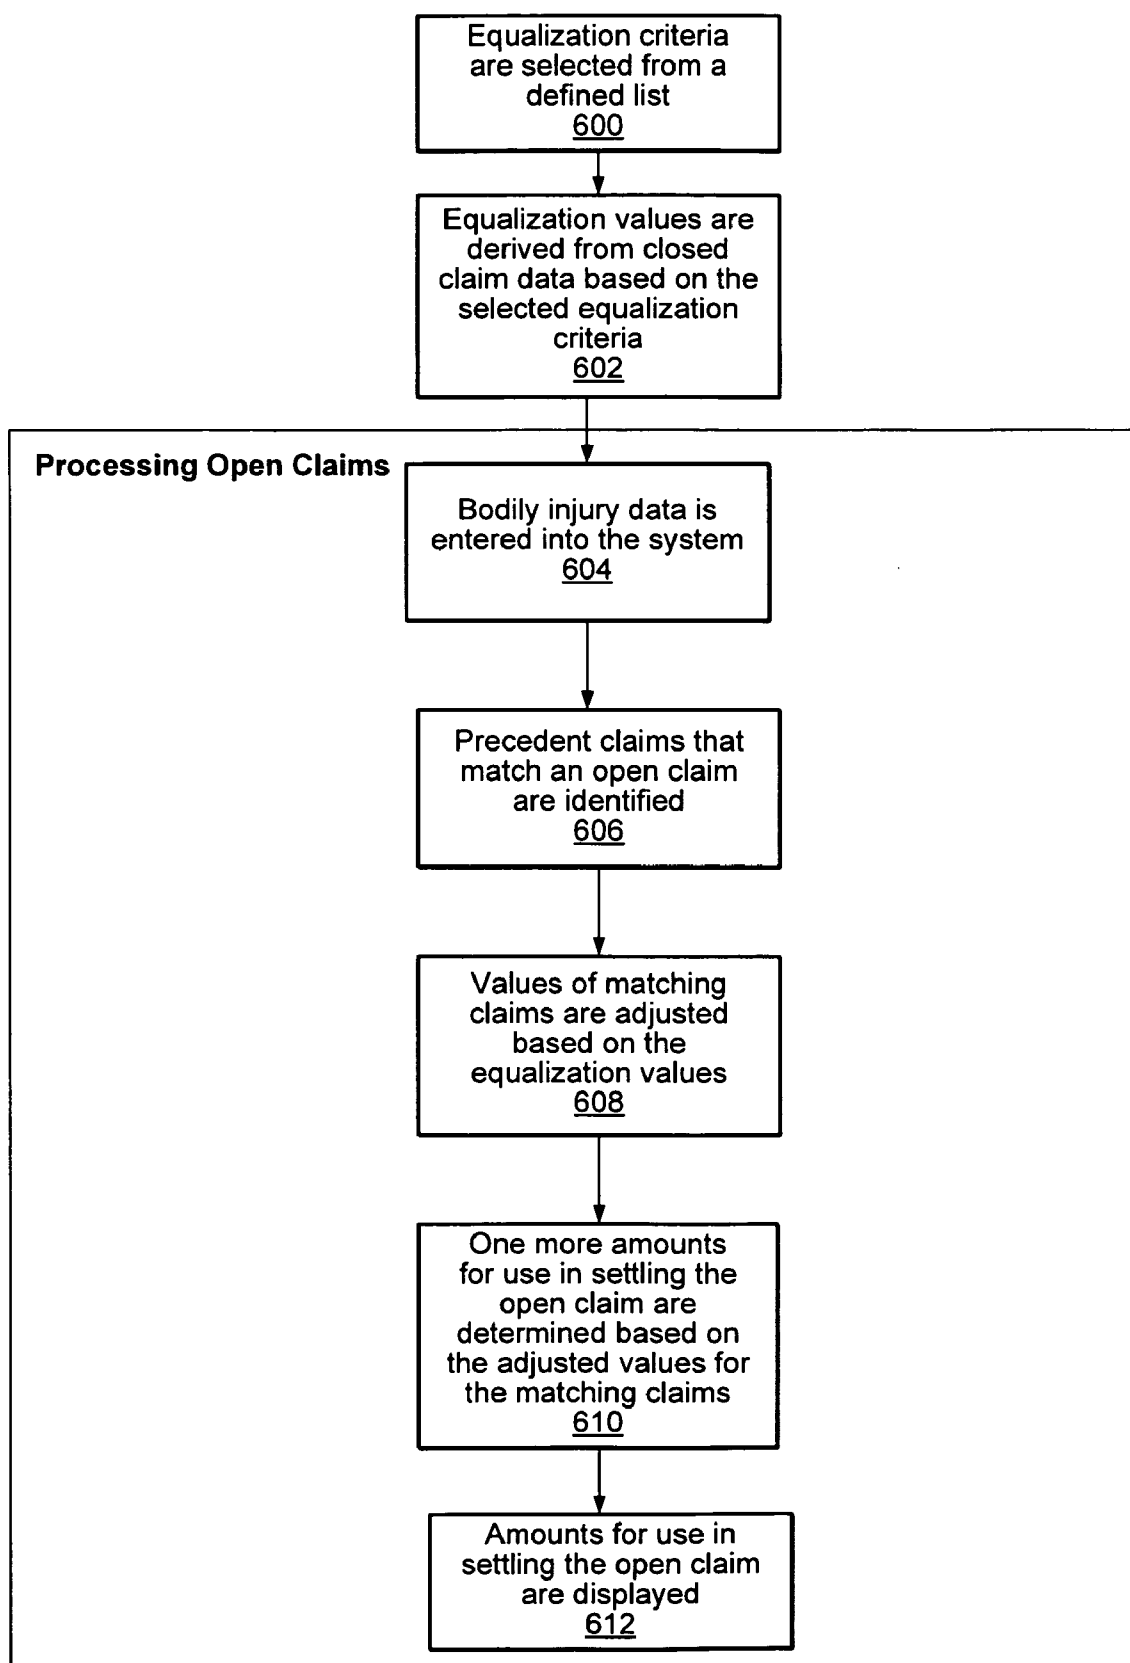 Equalization criteria
are selected from a
defined list
600
Equalization values are
derived from closed
claim data based on the
selected equalization
criteria
602
Processing Open Claims
Bodily injury data is
entered into the system
604
Precedent claims that
match an open claim
are identified
606
Values of matching
claims are adjusted
based on the
equalization values
608
One more amounts
for use in settling the
open claim are
determined based on
the adjusted values for
the matching claims
610
Amounts for use in
settling the open claim
are displayed
612